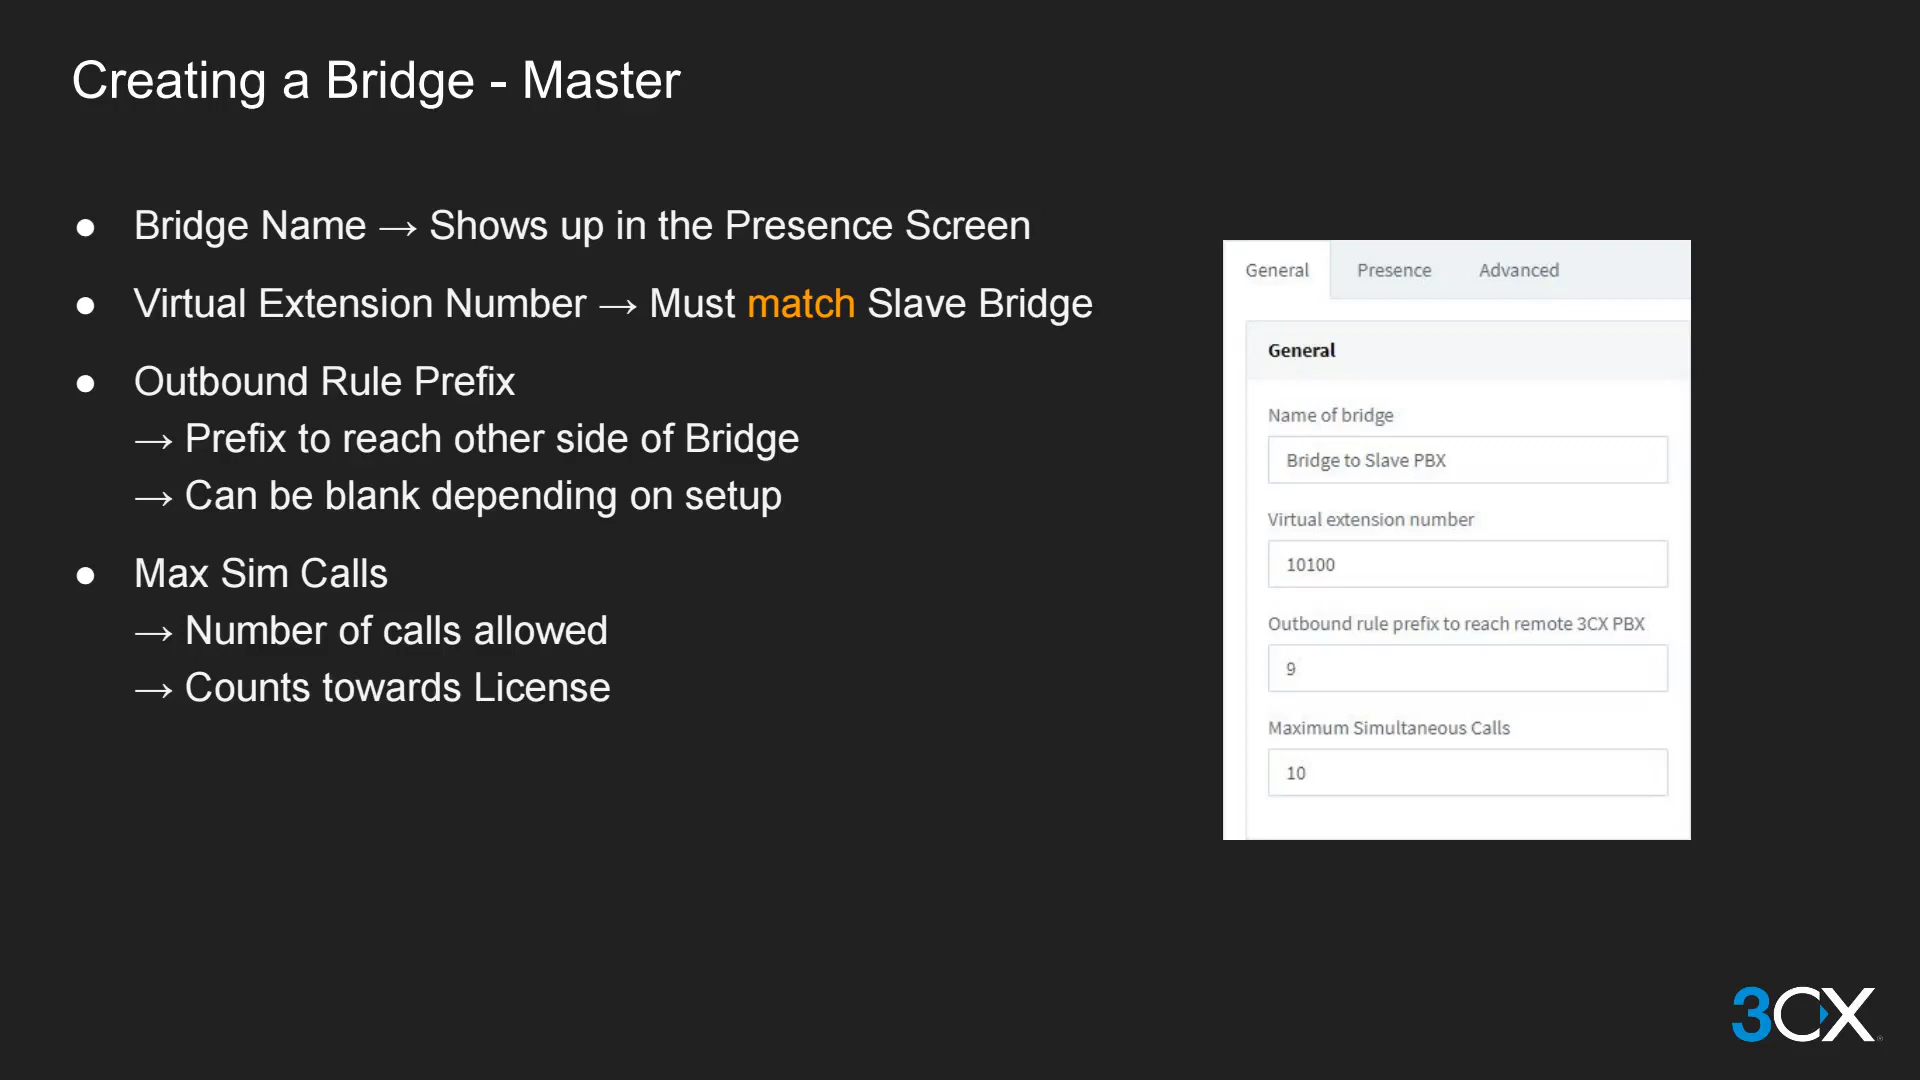 Creating a Bridge - Master
● Bridge Name → Shows up in the Presence Screen
● Virtual Extension Number → Must match Slave Bridge
● Outbound Rule Prefix
→ Prefix to reach other side of Bridge
→ Can be blank depending on setup
● Max Sim Calls
→ Number of calls allowed
→ Counts towards License
General Presence Advanced
General
Name of bridge
Bridge to Slave PBX
Virtual extension number
10100
Outbound rule prefix to reach remote 3CX PBX
9
Maximum Simultaneous Calls
10
3CX